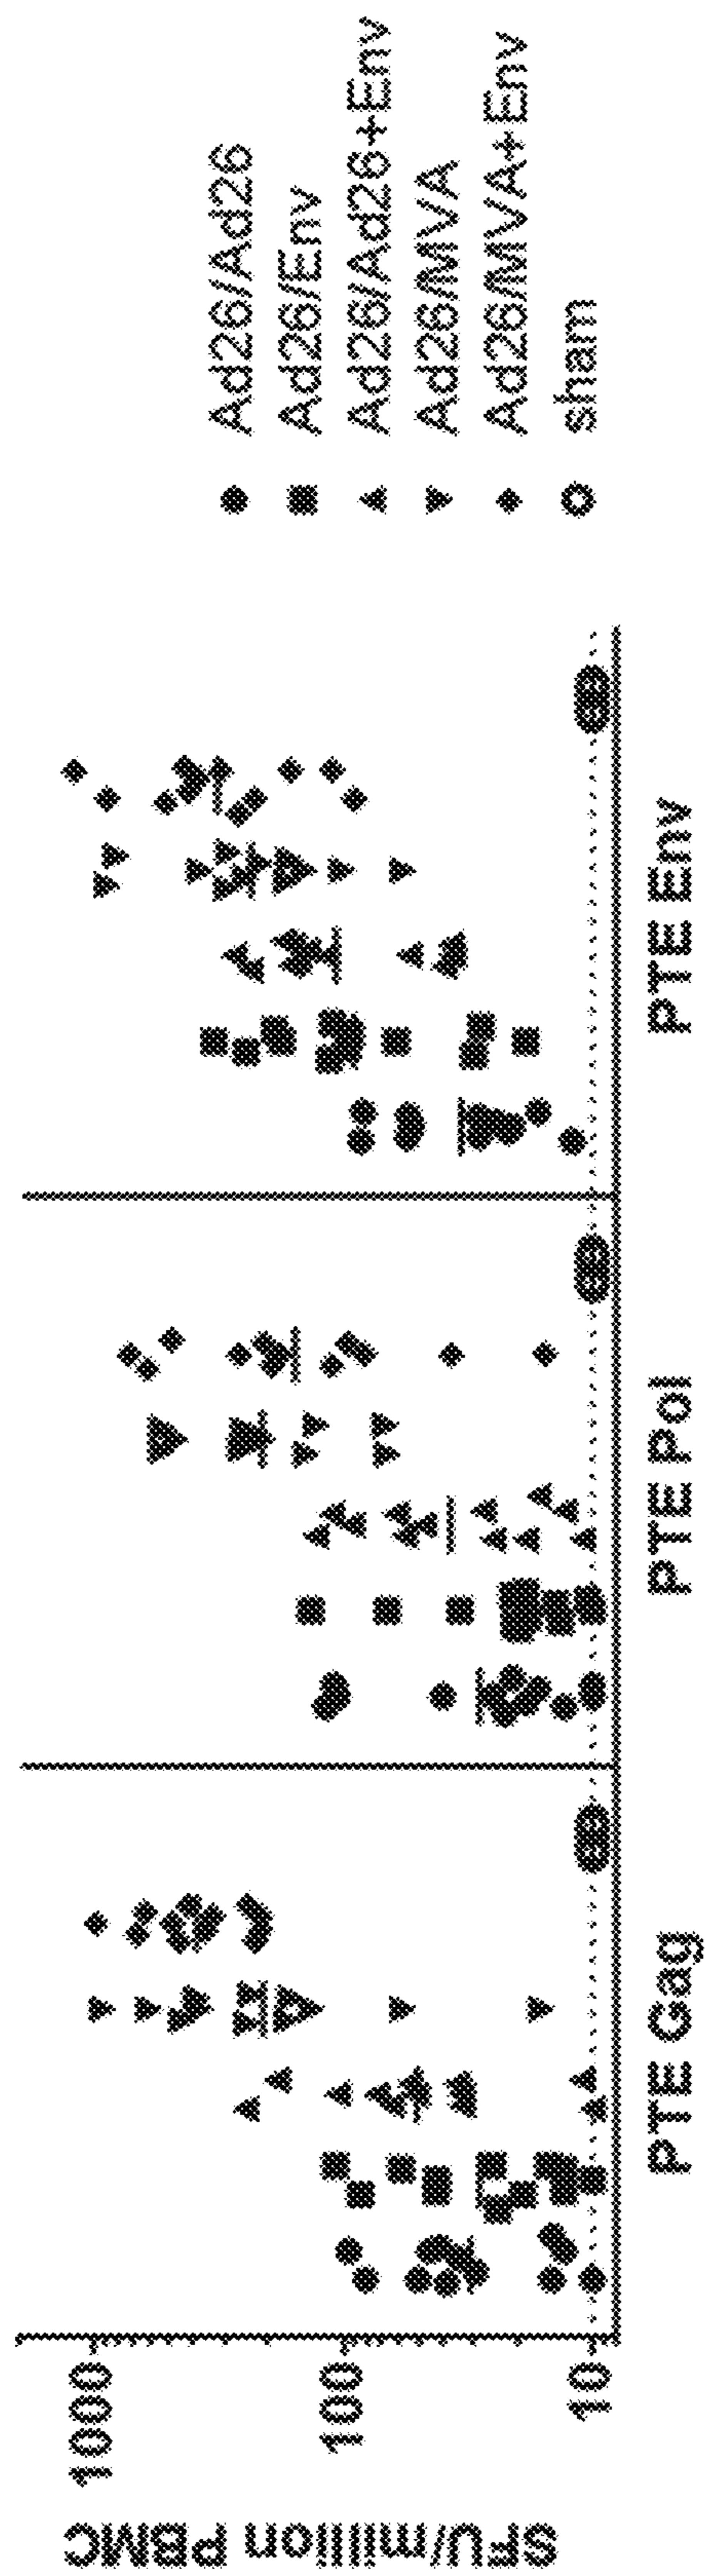 SFU/million PBMC
1000
100
10
PTE Gag
PTE Pol
PTE Env
Ad26/Ad26
Ad26/Env
Ad26/Ad26+Env
Ad26/MVA
Ad26/MVA+Env
sham